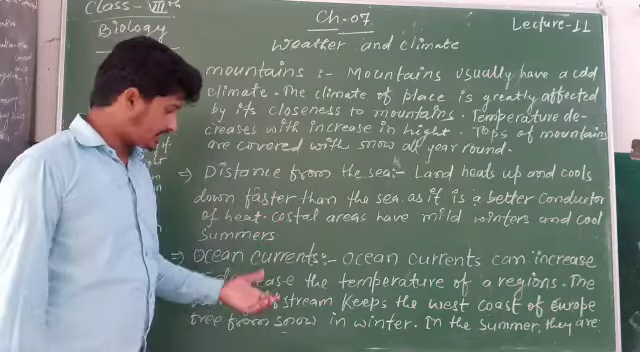 Class - VIIth
Biology
Ch-07
Lecture-11
Weather and climate
mountains :- Mountains usually have a cold
climate. The climate of place is greatly affected
by its closeness to mountains. Temperature de-
creases with increase in hight. Tops of mountains
are covered with snow all year round.
⇒ Distance from the sea:- Land heats up and cools
down faster than the sea as it is a better conductor
of heat. Costal areas have mild winters and cool
Summers
⇒ Ocean currents:- Ocean currents can increase
the temperature of a regions. The
stream keeps the west coast of Europe
free from snow in winter. In the summer, they are